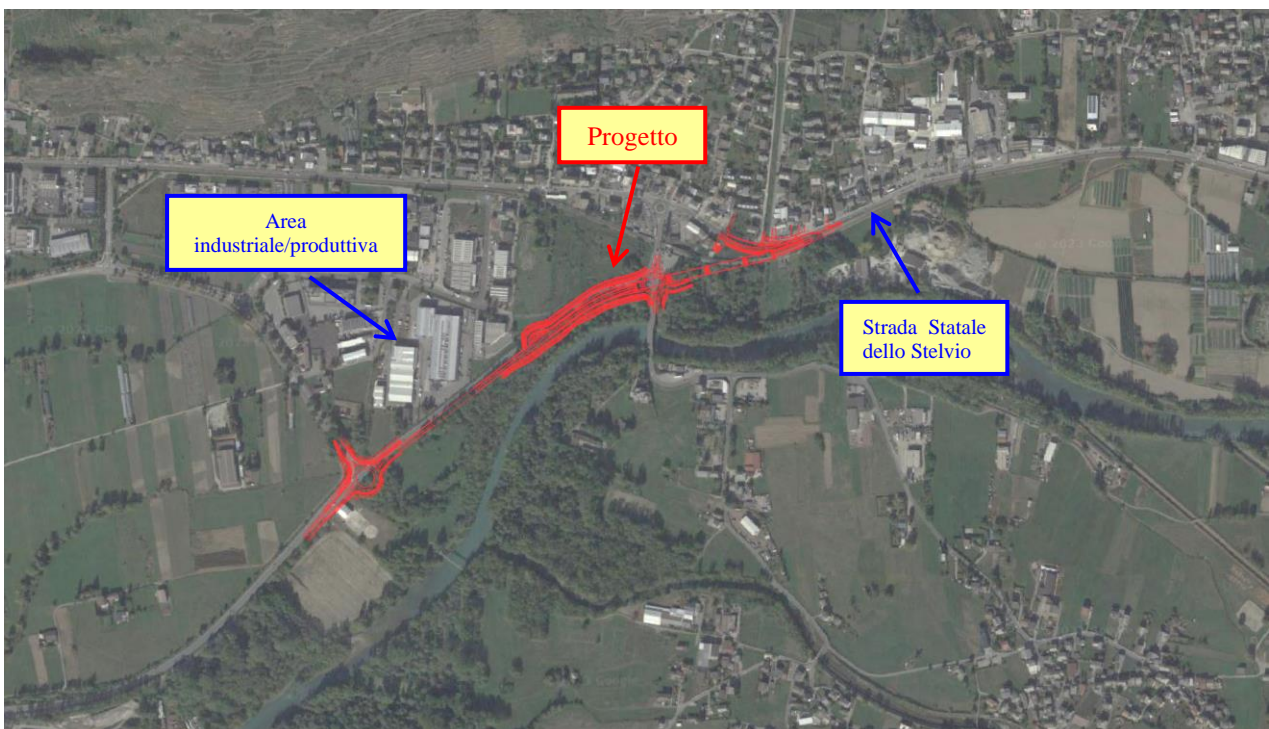 Progetto
Area
industriale/produttiva
Strada Statale
dello Stelvio